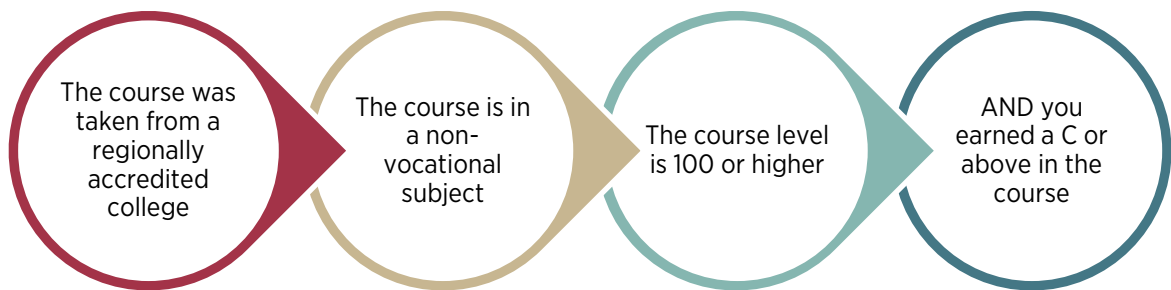 The course was
taken from a
regionally
accredited
college
The course is in
a non-
vocational
subject
The course level
is 100 or higher
AND you
earned a C or
above in the
course